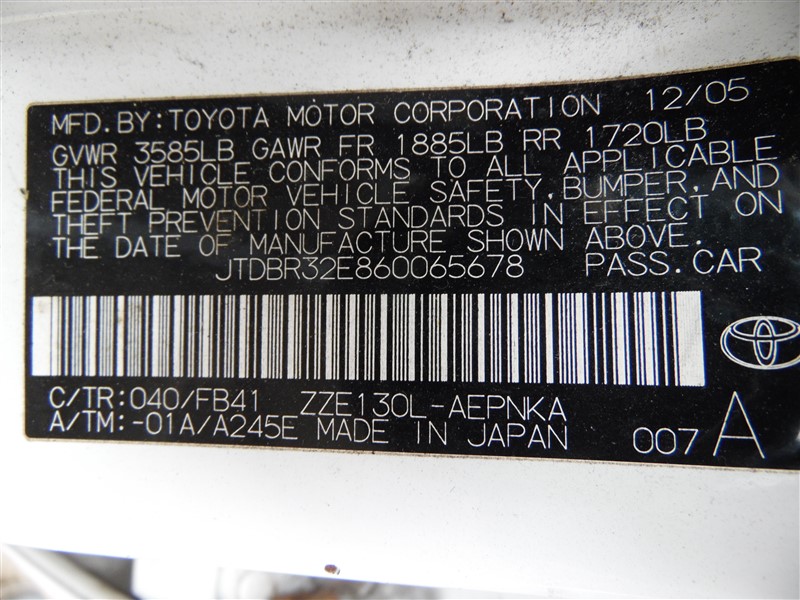 MFD. BY: TOYOTA MOTOR CORPORATION 12/05
GVWR 3585LB GAWR FR 1885LB RR 1720LB
THIS VEHICLE CONFORMS TO ALL APPLICABLE
FEDERAL MOTOR VEHICLE SAFETY, BUMPER, AND
THEFT PREVENTION STANDARDS IN EFFECT ON
THE DATE OF MANUFACTURE SHOWN ABOVE.
JTDBR32E860065678 PASS. CAR
C/TR: 040/FB41 ZZE130L-AEPNKA
A/TM: -01A/A245E MADE IN JAPAN 007 A